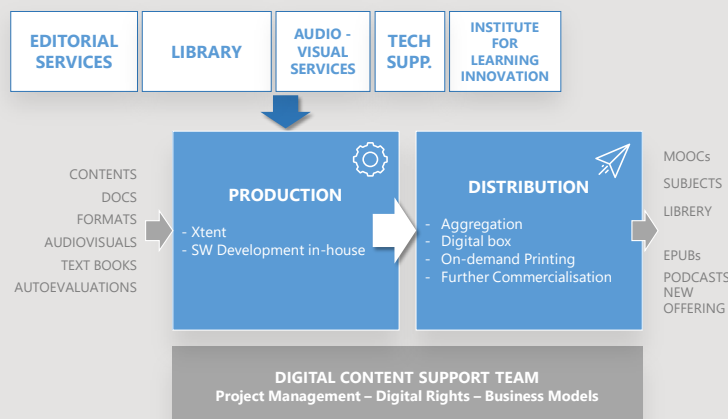 EDITORIAL
SERVICES
LIBRARY
AUDIO -
VISUAL
SERVICES
TECH
SUPP.
INSTITUTE
FOR
LEARNING
INNOVATION
CONTENTS
DOCS
FORMATS
AUDIOVISUALS
TEXT BOOKS
AUTOEVALUATIONS
PRODUCTION
- Xtent
- SW Development in-house
DISTRIBUTION
- Aggregation
- Digital box
- On-demand Printing
- Further Commercialisation
MOOCs
SUBJECTS
LIBRERY
EPUBs
PODCASTS
NEW
OFFERING
DIGITAL CONTENT SUPPORT TEAM
Project Management – Digital Rights – Business Models